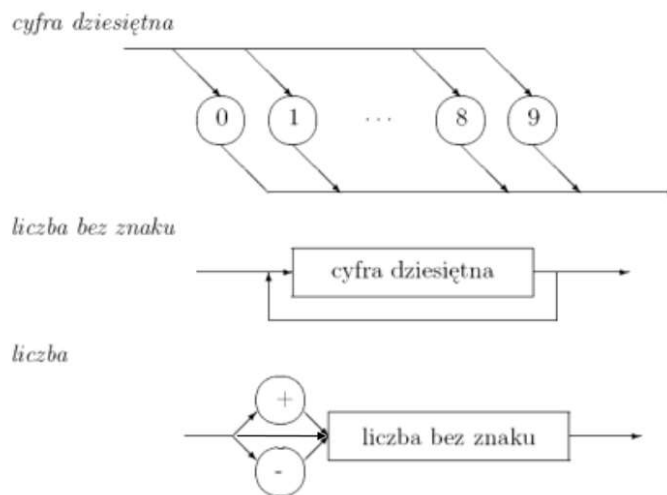 cyfra dziesiętna
0 1 ... 8 9
liczba bez znaku
cyfra dziesiętna
liczba
+
liczba bez znaku
-